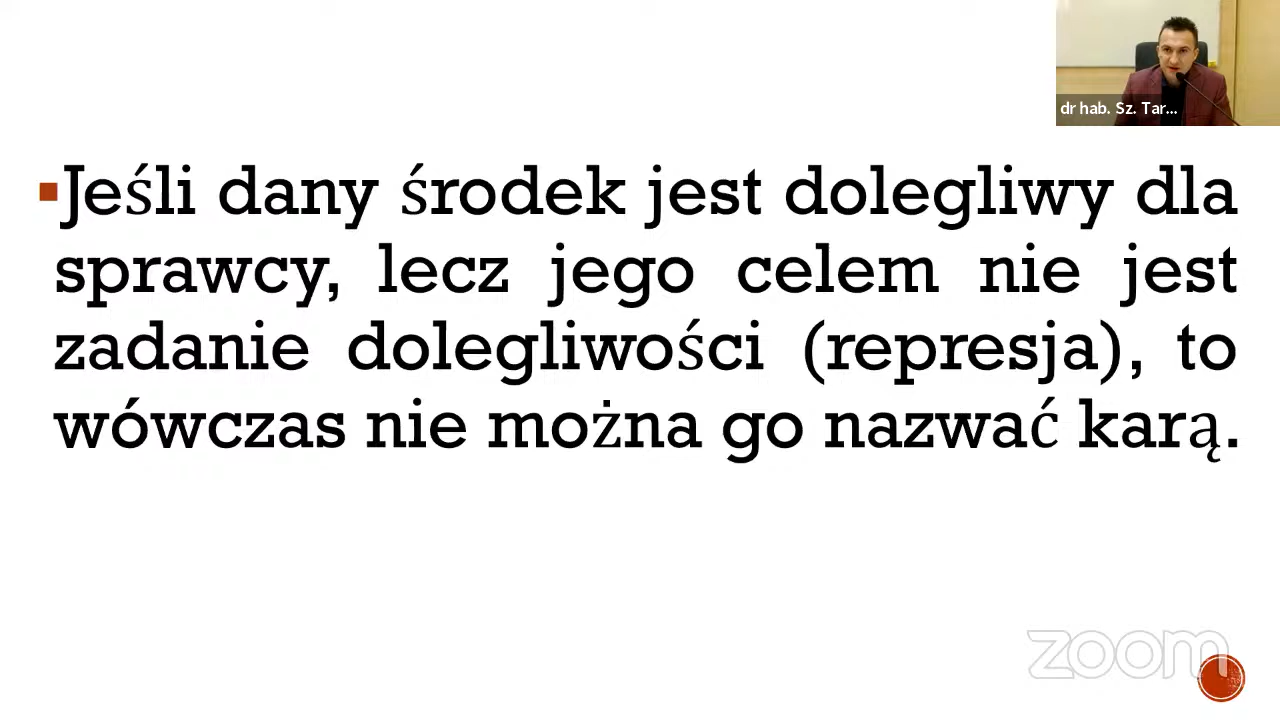 dr hab. Sz. Tar...
▪Jeśli dany środek jest dolegliwy dla
sprawcy, lecz jego celem nie jest
zadanie dolegliwości (represja), to
wówczas nie można go nazwać karą.
zoom